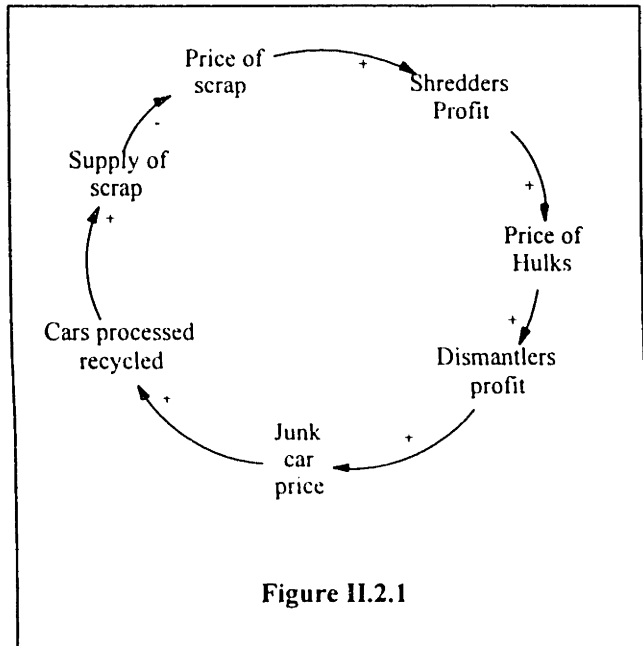 Price of
scrap
+
Shredders
Profit
+
Price of
Hulks
+
Dismantlers
profit
+
Junk
car
price
+
Cars processed
recycled
+
Supply of
scrap
-
Figure II.2.1